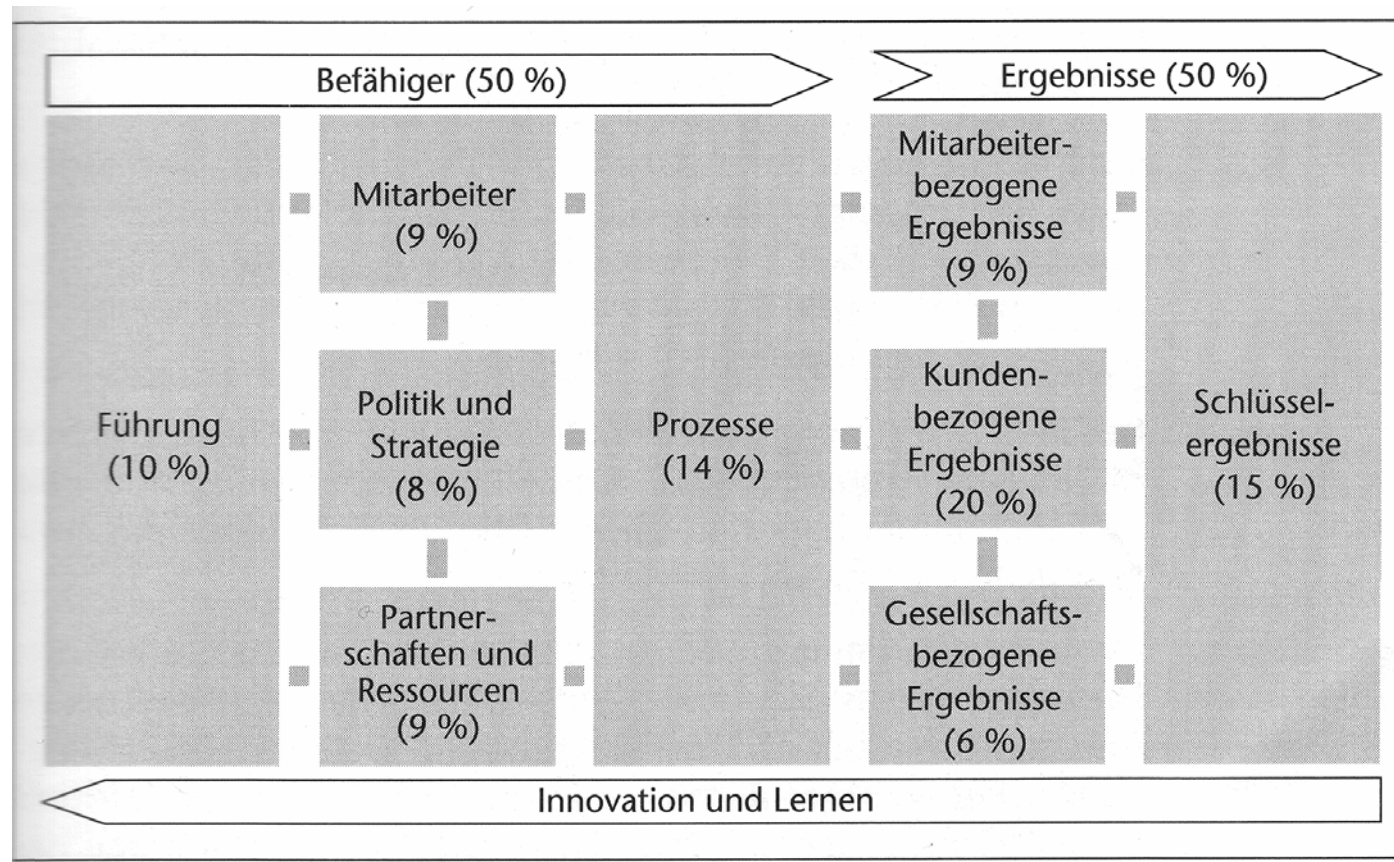 Befähiger (50 %)
Ergebnisse (50 %)
Führung
(10 %)
Mitarbeiter
(9 %)
Politik und
Strategie
(8 %)
Partner-
schaften und
Ressourcen
(9 %)
Prozesse
(14 %)
Mitarbeiter-
bezogene
Ergebnisse
(9 %)
Kunden-
bezogene
Ergebnisse
(20 %)
Gesellschafts-
bezogene
Ergebnisse
(6 %)
Schlüssel-
ergebnisse
(15 %)
Innovation und Lernen